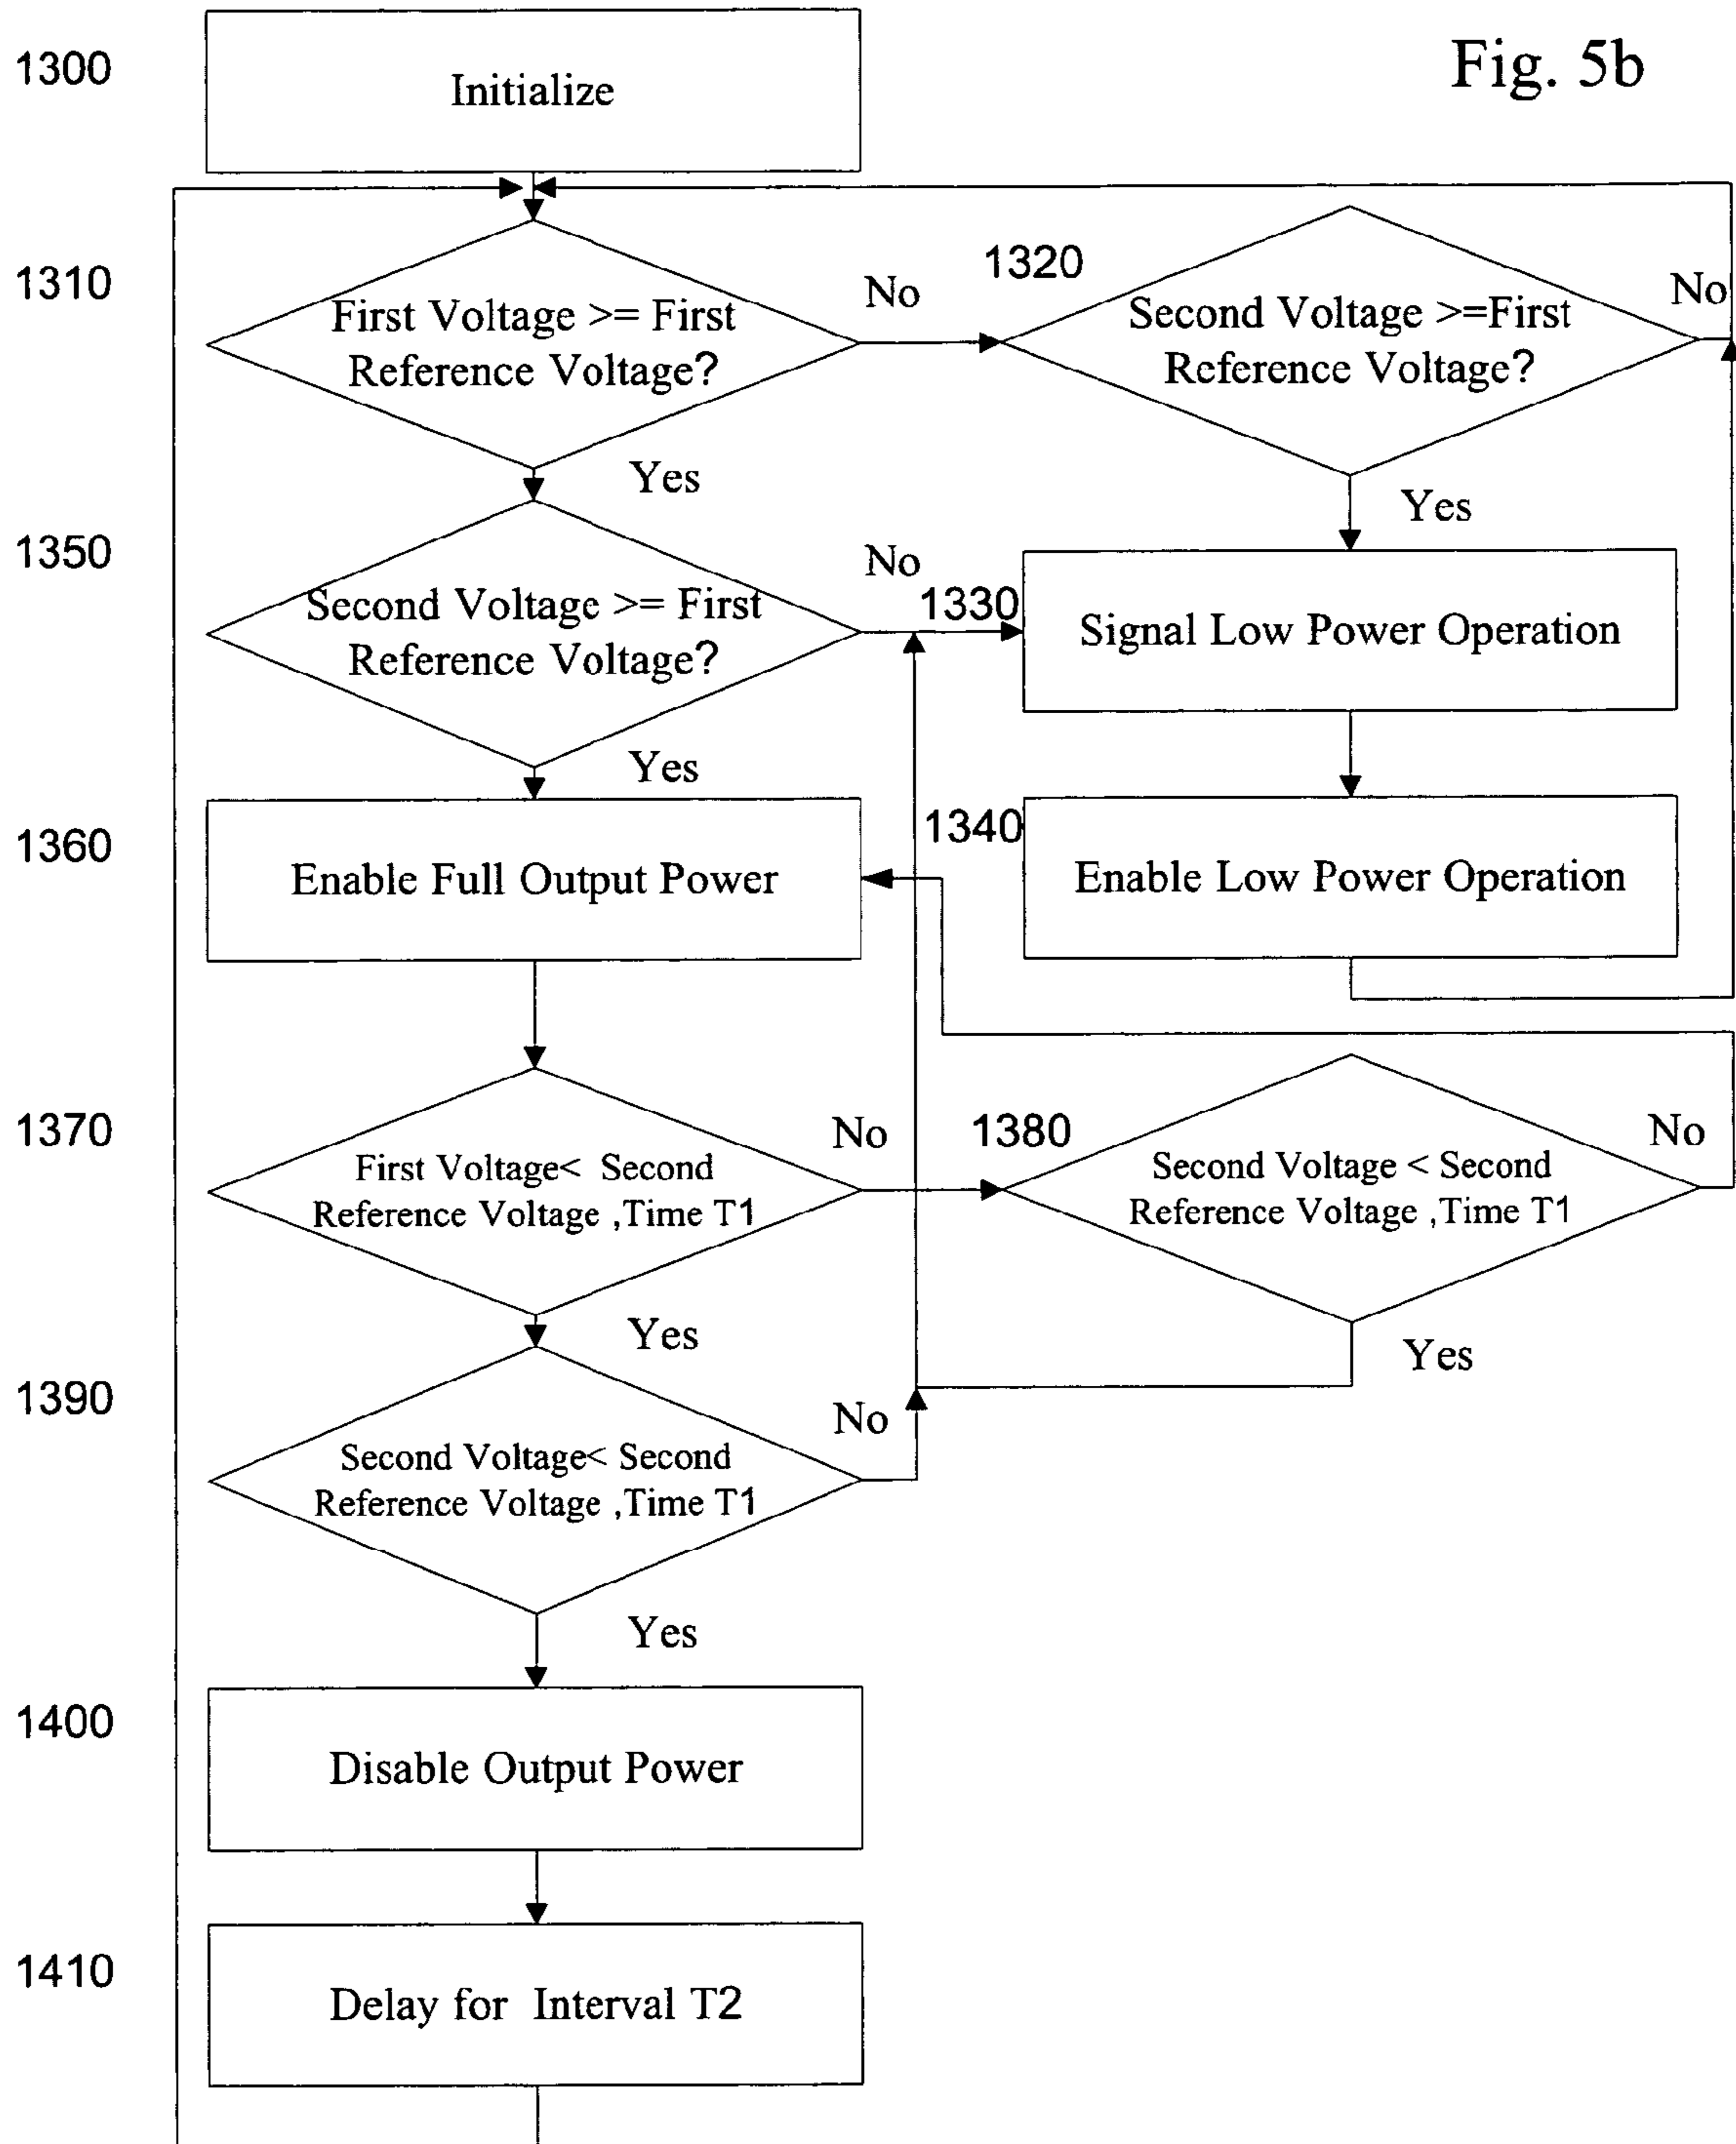 1300
Initialize
Fig. 5b
1310
First Voltage >= First
Reference Voltage?
No
1320
Second Voltage >=First
Reference Voltage?
No
Yes
Yes
1350
Second Voltage >= First
Reference Voltage?
No
1330
Signal Low Power Operation
Yes
1360
Enable Full Output Power
1340
Enable Low Power Operation
1370
First Voltage< Second
Reference Voltage ,Time T1
No
1380
Second Voltage < Second
Reference Voltage ,Time T1
No
Yes
Yes
1390
Second Voltage< Second
Reference Voltage ,Time T1
No
Yes
1400
Disable Output Power
1410
Delay for Interval T2